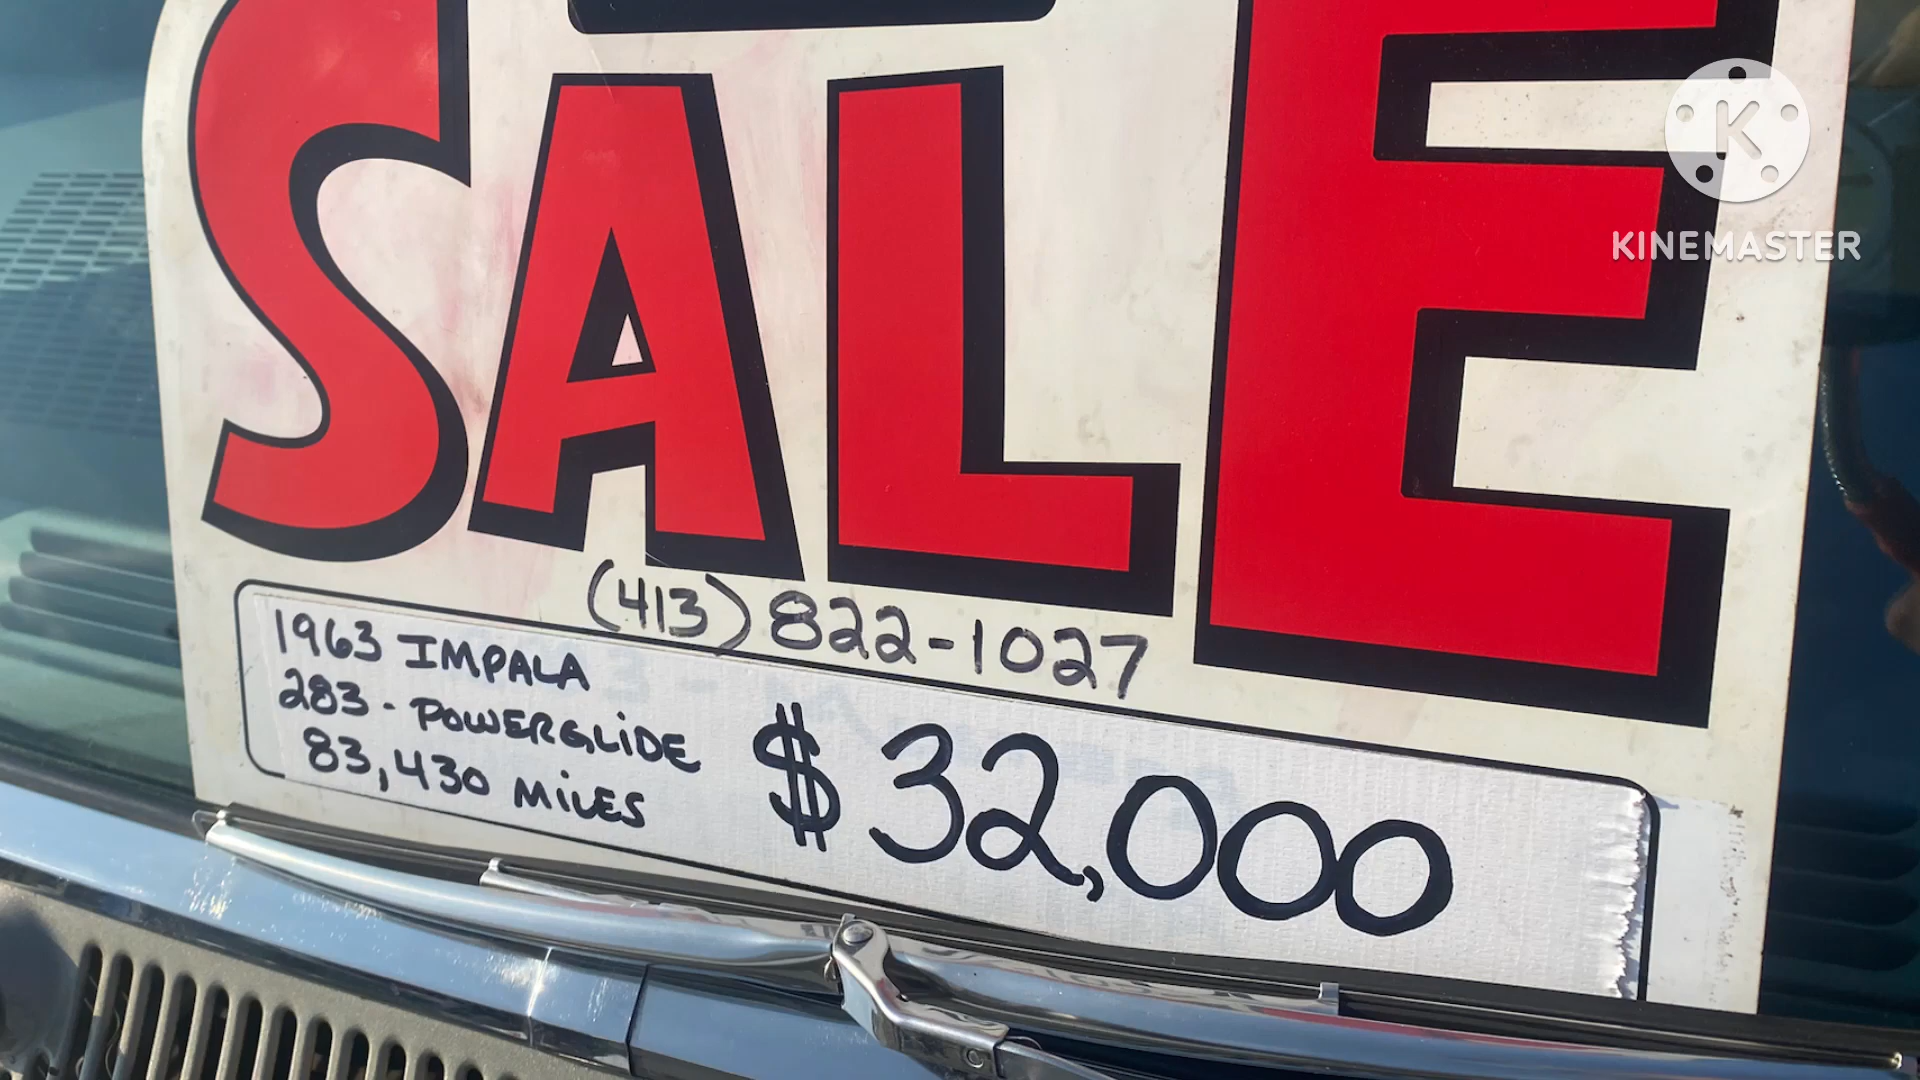 SALE
K
KINEMASTER
(413) 822-1027
1963 IMPALA
283 - POWERGLIDE
83,430 MILES
$32,000